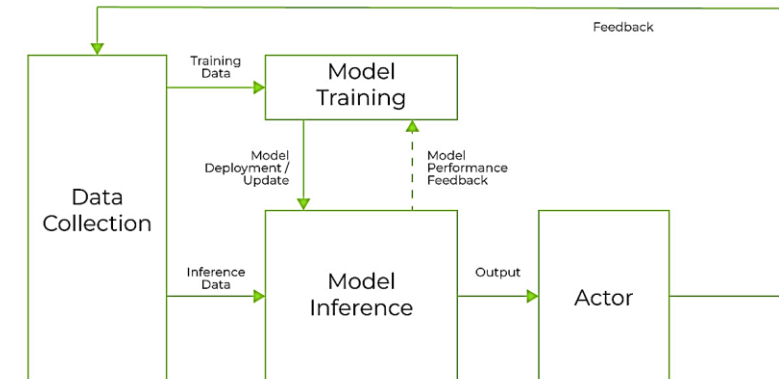 Feedback
Training
Data
Model
Training
Model
Deployment /
Update
Model
Performance
Feedback
Data
Collection
Inference
Data
Model
Inference
Output
Actor